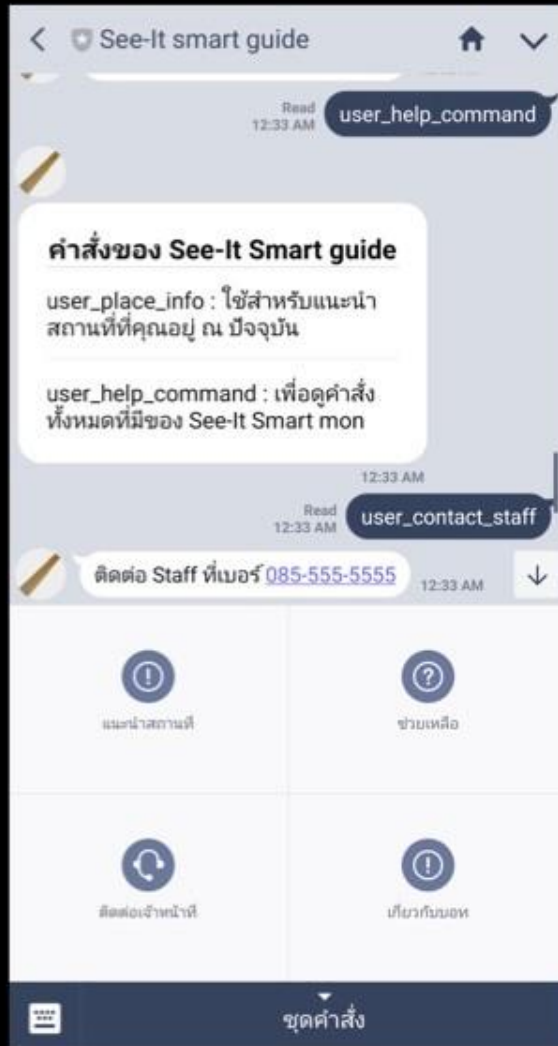 See-It smart guide
Read
12:33 AM
user_help_command
คำสั่งของ See-It Smart guide
user_place_info : ใช้สำหรับแนะนำ
สถานที่ที่คุณอยู่ ณ ปัจจุบัน
user_help_command : เพื่อดูคำสั่ง
ทั้งหมดที่มีของ See-It Smart mon
12:33 AM
Read
12:33 AM
user_contact_staff
ติดต่อ Staff ที่เบอร์ 085-555-5555
12:33 AM
แนะนำสถานที่
ช่วยเหลือ
ติดต่อเจ้าหน้าที่
เกี่ยวกับบอท
ชุดคำสั่ง